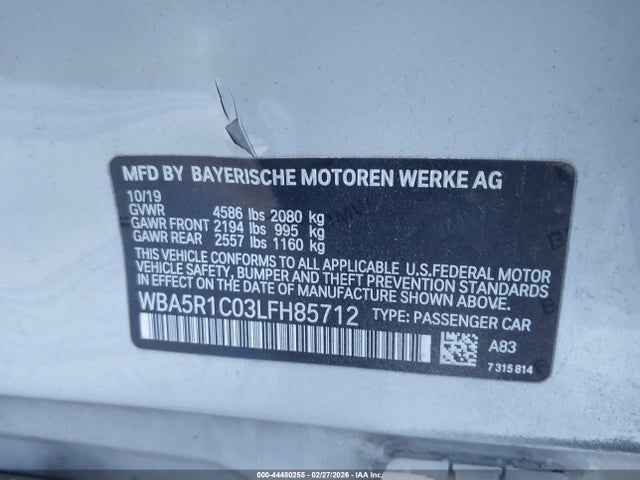 MFD BY BAYERISCHE MOTOREN WERKE AG
10/19
GVWR 4586 lbs 2080 kg
GAWR FRONT 2194 lbs 995 kg
GAWR REAR 2557 lbs 1160 kg
THIS VEHICLE CONFORMS TO ALL APPLICABLE U.S.FEDERAL MOTOR
VEHICLE SAFETY, BUMPER AND THEFT PREVENTION STANDARDS
IN EFFECT ON THE DATE OF MANUFACTURE SHOWN ABOVE.
WBA5R1C03LFH85712 TYPE: PASSENGER CAR
A83
7 315 814
000-44480255 - 02/27/2026 - IAA Inc.